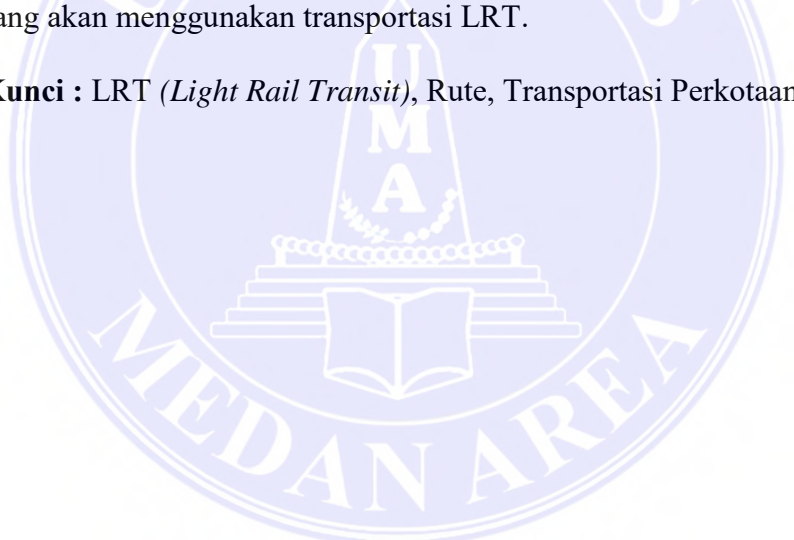 ang akan menggunakan transportasi LRT.
Kunci : LRT (Light Rail Transit), Rute, Transportasi Perkotaan
UMA
MEDAN AREA